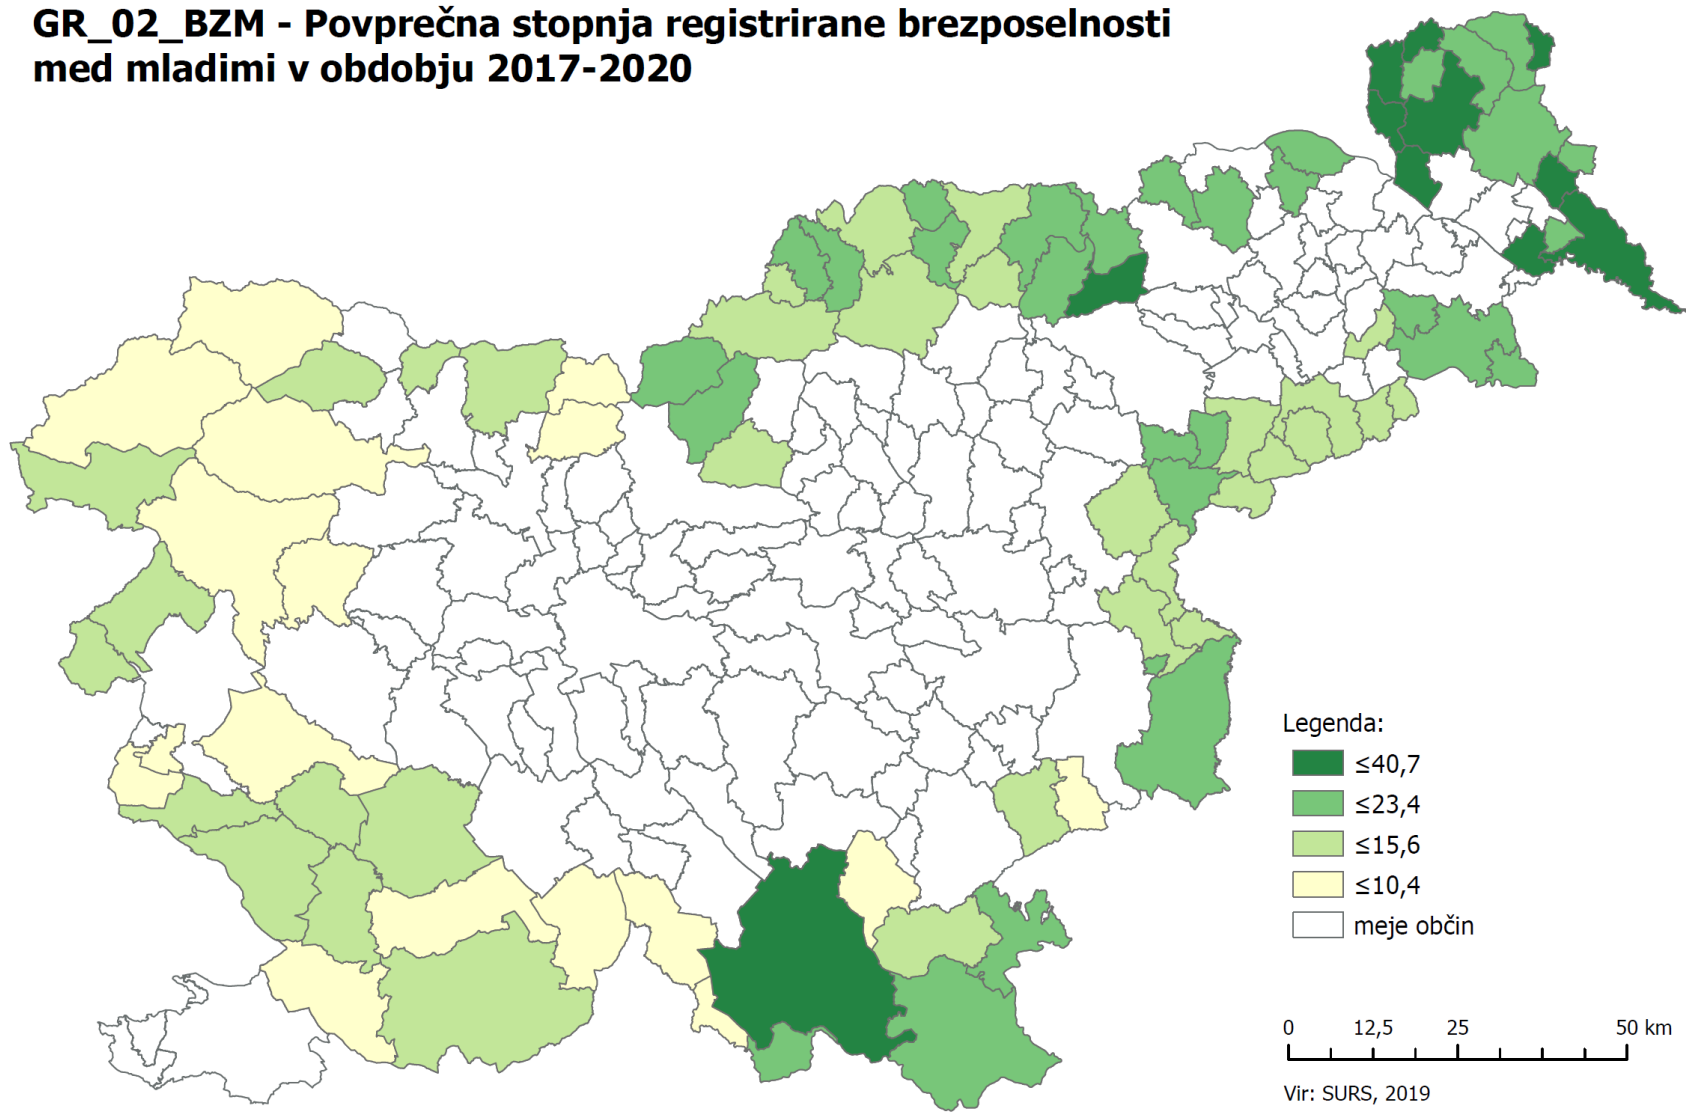 GR_02_BZM - Povprečna stopnja registrirane brezposelnosti
med mladimi v obdobju 2017-2020
Legenda:
≤40,7
≤23,4
≤15,6
≤10,4
meje občin
0 12,5 25 50 km
Vir: SURS, 2019